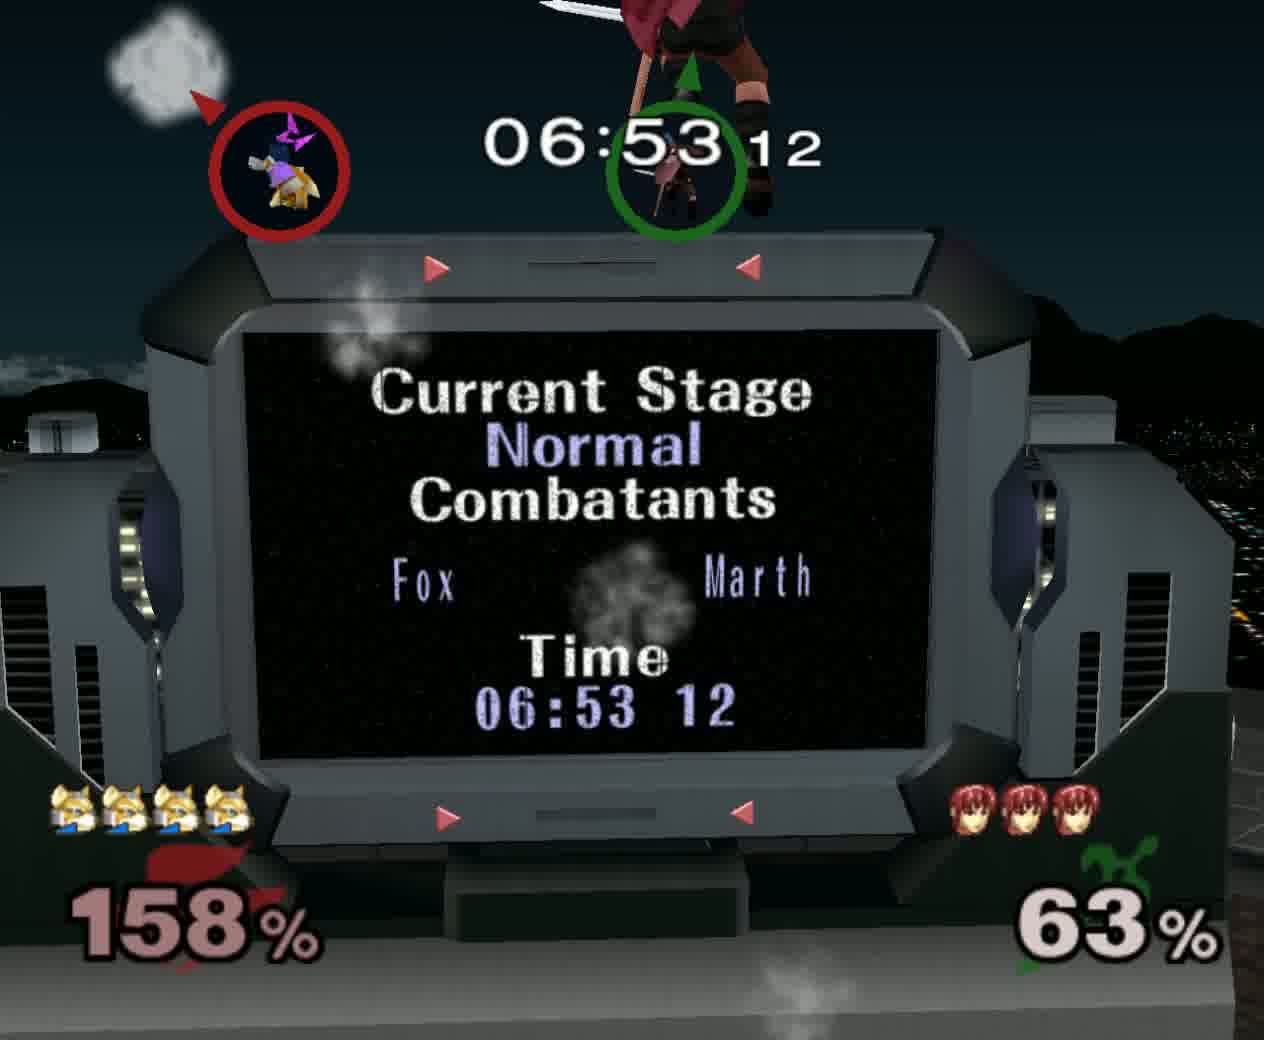 06:53 12
Current Stage
Normal
Combatants
Fox Marth
Time
06:53 12
158% 63%